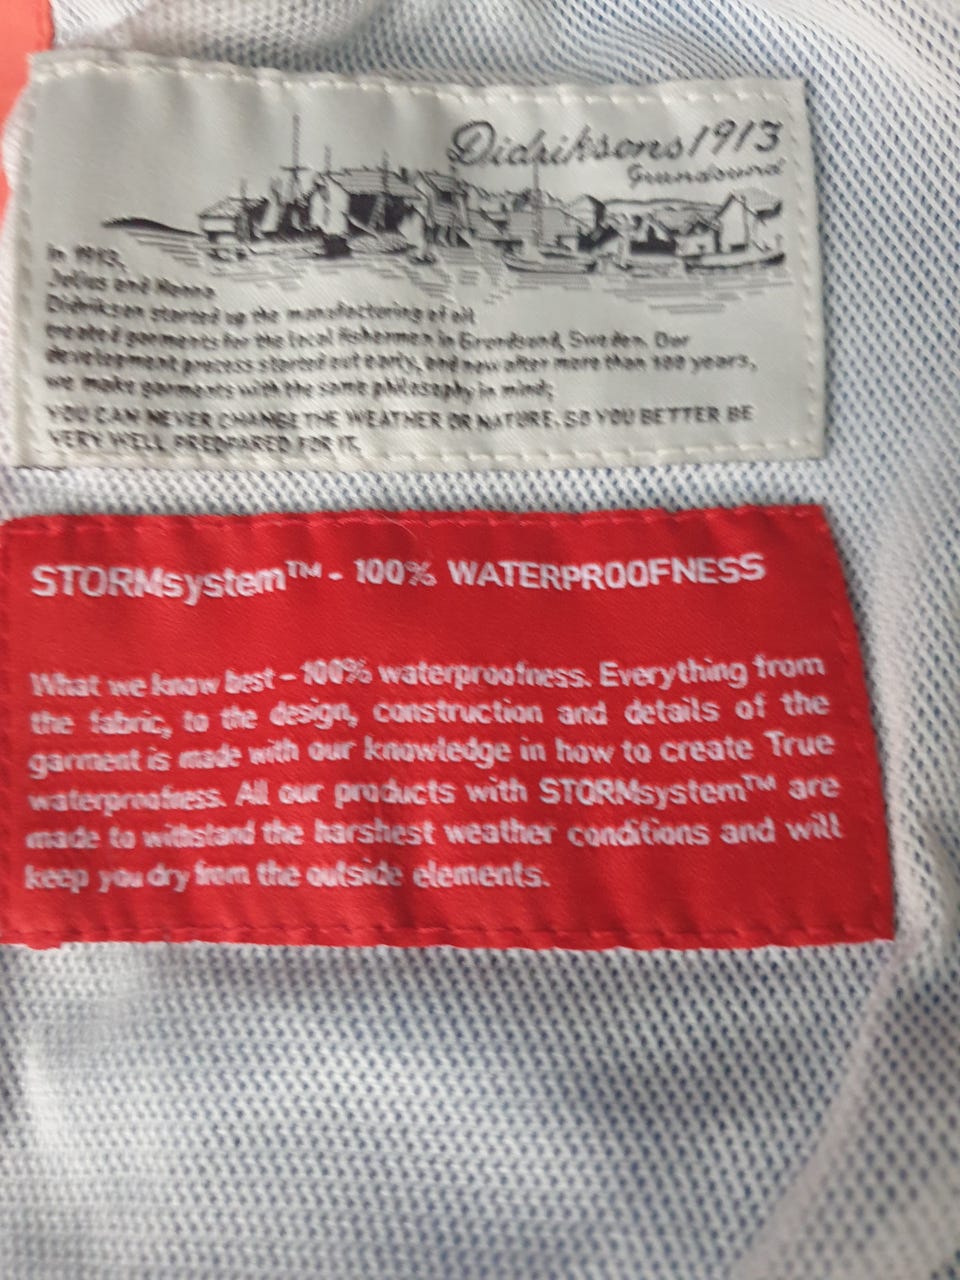 Didriksons1913
Grundsund
In 1913,
Julius and Hanna
Didriksen started up the manufacturing of oil
treated garments for the local fishermen in Grundsund, Sweden. Our
development process started out early, and now after more than 100 years,
we make garments with the same philosophy in mind;
YOU CAN NEVER CHANGE THE WEATHER OR NATURE. SO YOU BETTER BE
VERY WELL PREDPARED FOR IT.
STORMsystem™ - 100% WATERPROOFNESS
What we know best - 100% waterproofness. Everything from
the fabric, to the design, construction and details of the
garment is made with our knowledge in how to create True
waterproofness. All our products with STORMsystem™ are
made to withstand the harshest weather conditions and will
keep you dry from the outside elements.